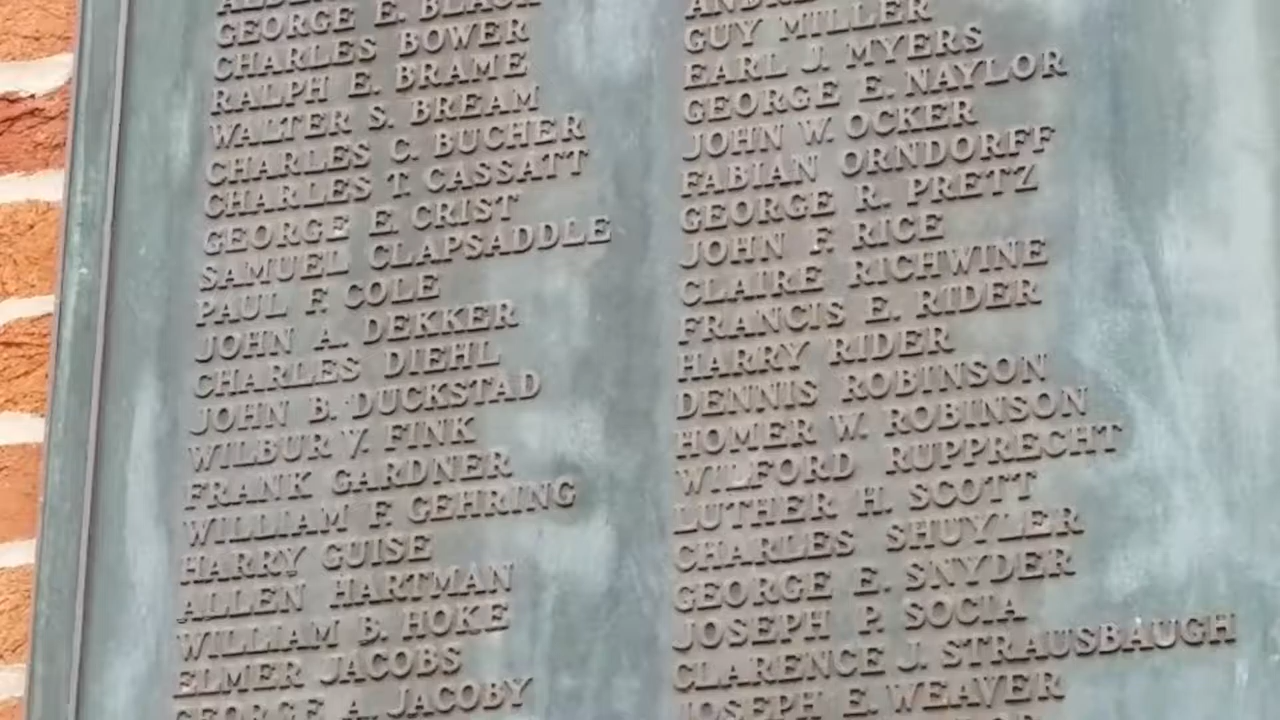 GEORGE E. BLACK
CHARLES BOWER
RALPH E. BRAME
WALTER S. BREAM
CHARLES C. BUCHER
CHARLES T. CASSATT
GEORGE E. CRIST
SAMUEL CLAPSADDLE
PAUL F. COLE
JOHN A. DEKKER
CHARLES DIEHL
JOHN B. DUCKSTAD
WILBUR V. FINK
FRANK GARDNER
WILLIAM F. GEHRING
HARRY GUISE
ALLEN HARTMAN
WILLIAM B. HOKE
ELMER JACOBS
GEORGE A. JACOBY
GUY MILLER
EARL J. MYERS
GEORGE E. NAYLOR
JOHN W. OCKER
FABIAN ORNDORFF
GEORGE R. PRETZ
JOHN F. RICE
CLAIRE RICHWINE
FRANCIS E. RIDER
HARRY RIDER
DENNIS ROBINSON
HOMER W. ROBINSON
WILFORD RUPPRECHT
LUTHER H. SCOTT
CHARLES SHUYLER
GEORGE E. SNYDER
JOSEPH P. SOCIA
CLARENCE J. STRAUSBAUGH
JOSEPH E. WEAVER